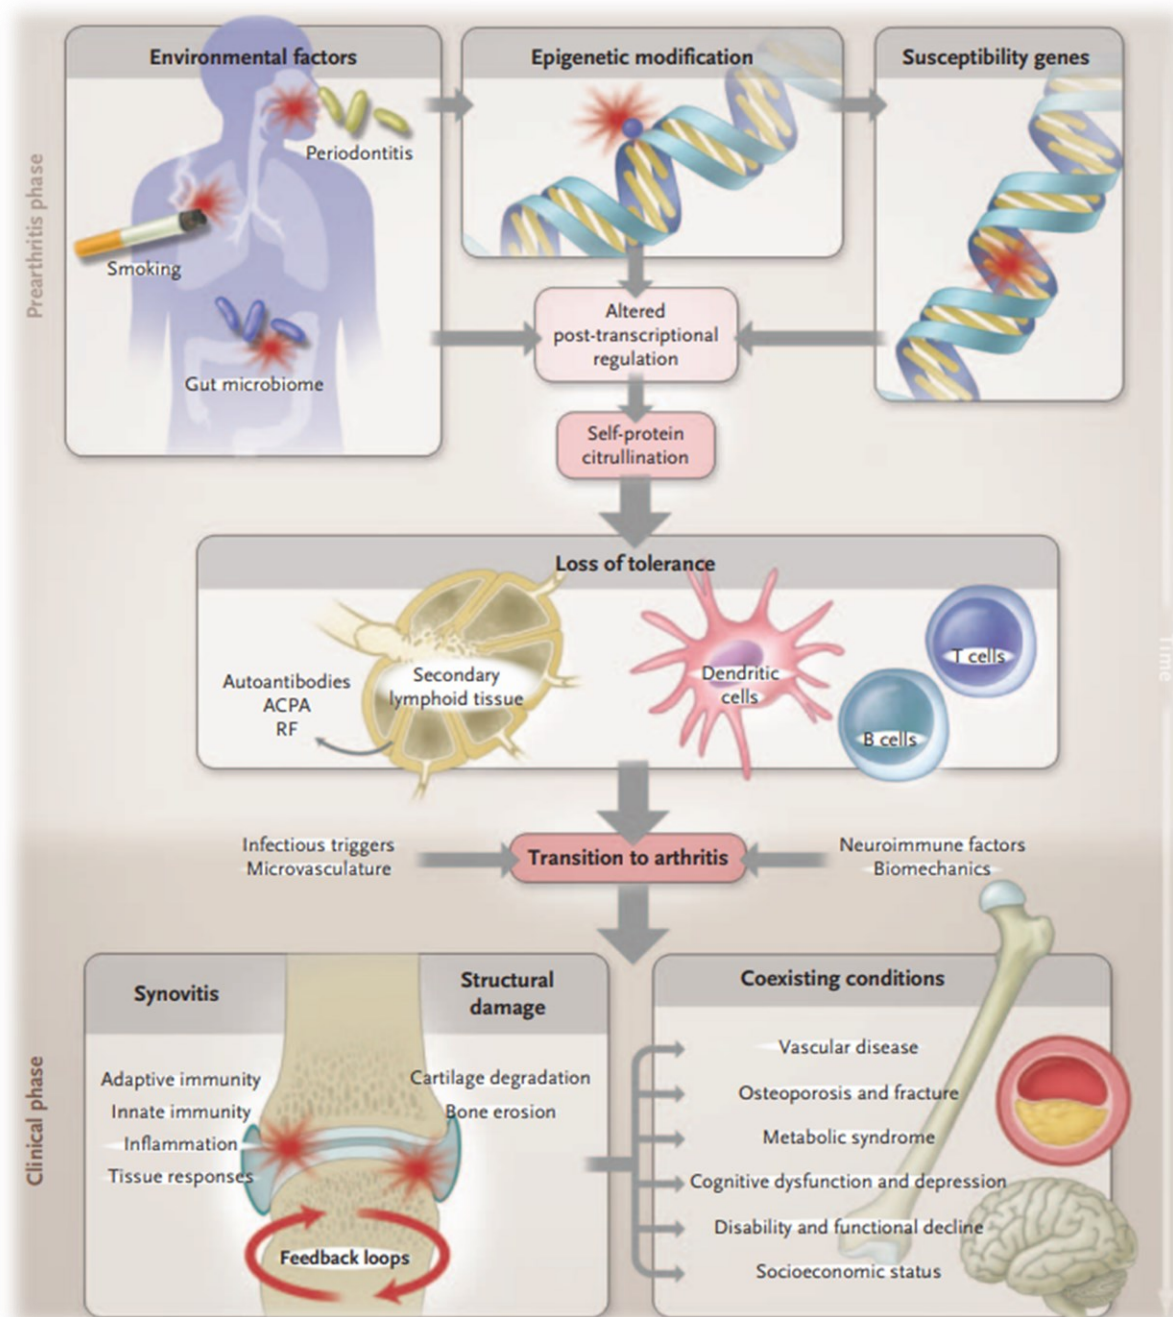 Prearthritis phase
Environmental factors
Periodontitis
Smoking
Gut microbiome
Epigenetic modification
Susceptibility genes
Altered
post-transcriptional
regulation
Self-protein
citrullination
Loss of tolerance
Autoantibodies
ACPA
RF
Secondary
lymphoid tissue
Dendritic
cells
T cells
B cells
Time
Infectious triggers
Microvasculature
Transition to arthritis
Neuroimmune factors
Biomechanics
Clinical phase
Synovitis
Adaptive immunity
Innate immunity
Inflammation
Tissue responses
Structural
damage
Cartilage degradation
Bone erosion
Feedback loops
Coexisting conditions
Vascular disease
Osteoporosis and fracture
Metabolic syndrome
Cognitive dysfunction and depression
Disability and functional decline
Socioeconomic status